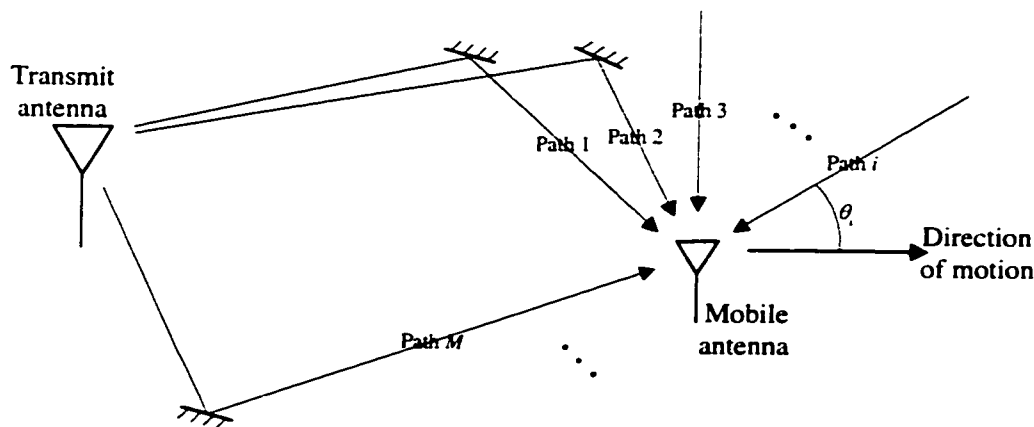 Transmit
antenna
Path 1
Path 2
Path 3
Path i
θi
Direction
of motion
Mobile
antenna
Path M